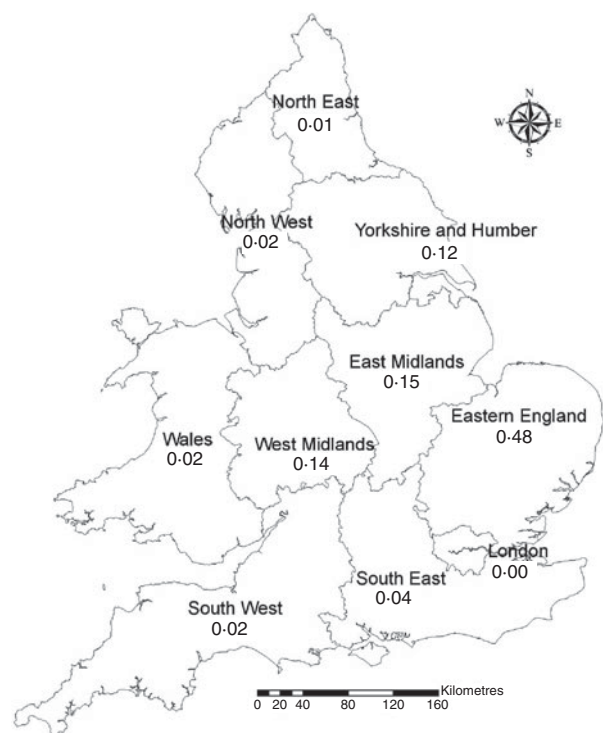 North East
0·01
N
W E
S
North West
0·02
Yorkshire and Humber
0·12
East Midlands
0·15
Eastern England
0·48
Wales
0·02
West Midlands
0·14
London
0·00
South East
0·04
South West
0·02
Kilometres
0 20 40 80 120 160